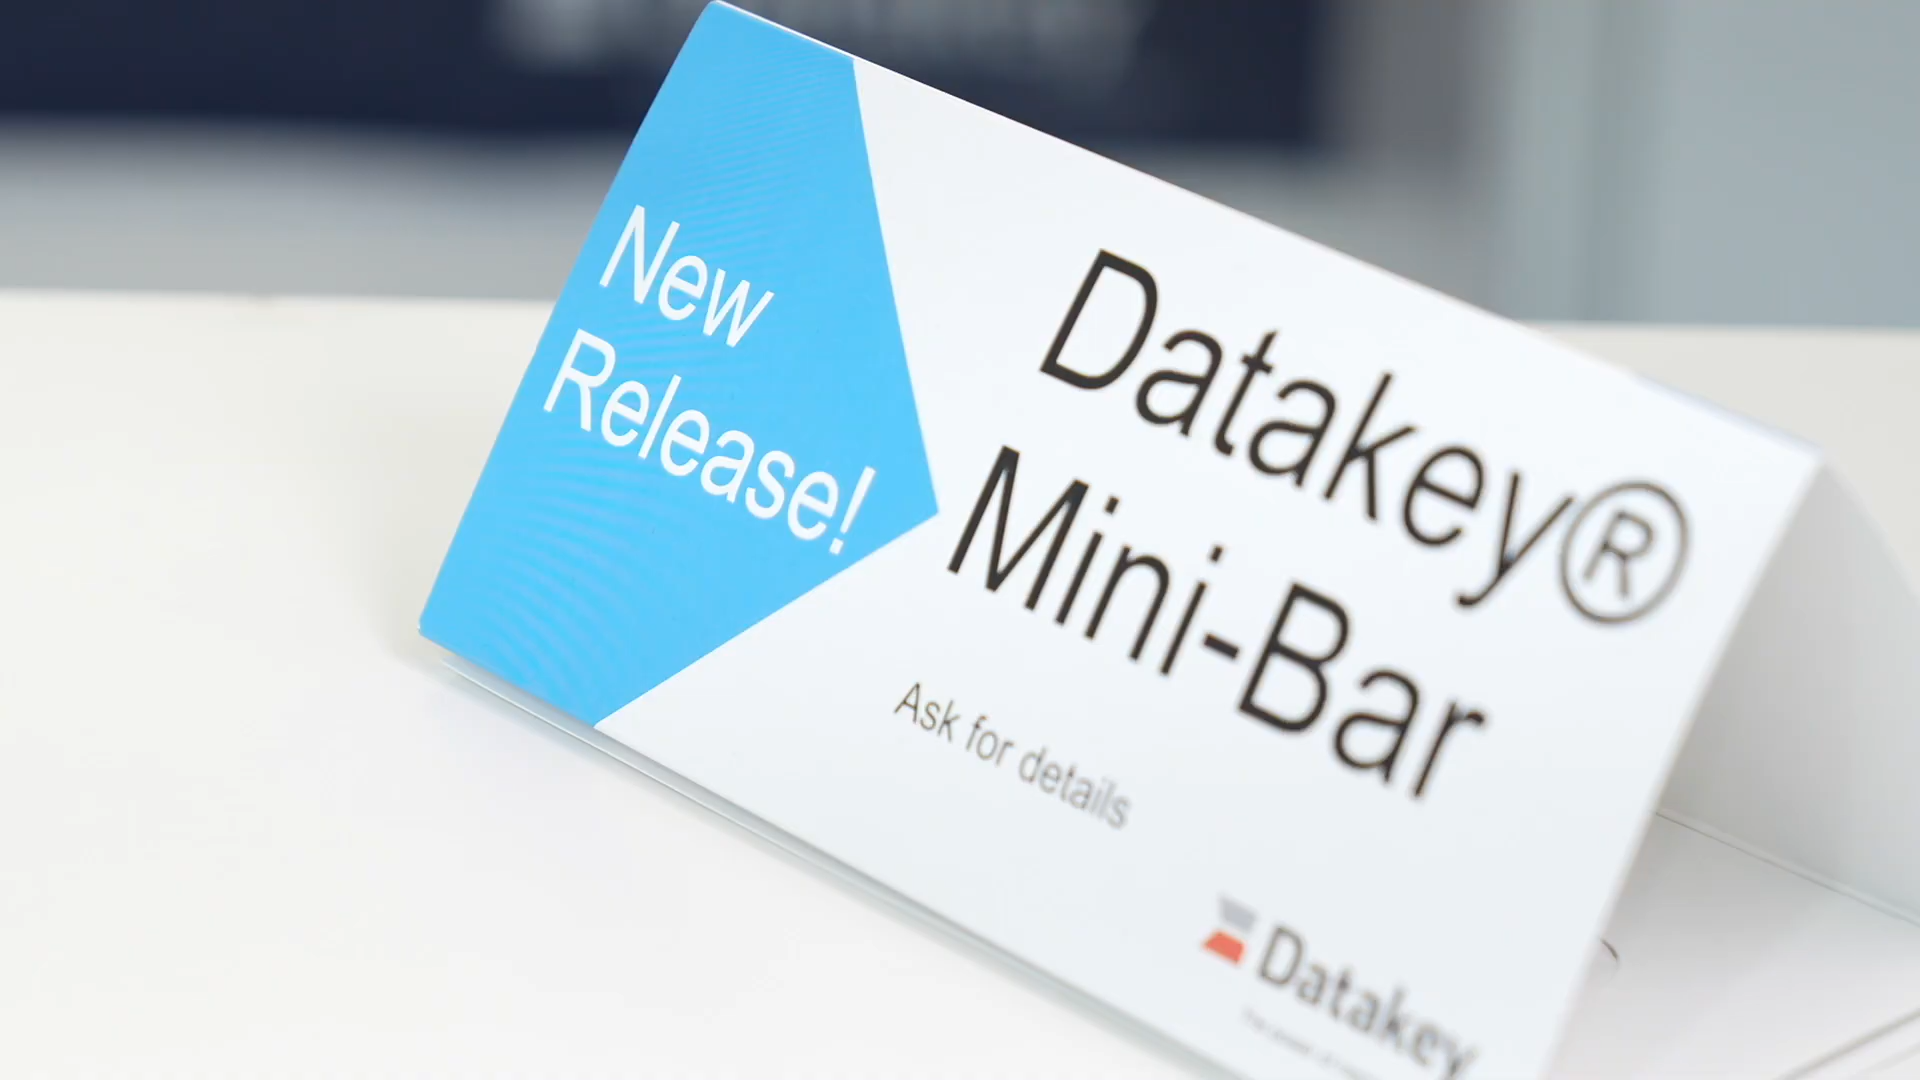 New
Release!
Datakey®
Mini-Bar
Ask for details
Datakey